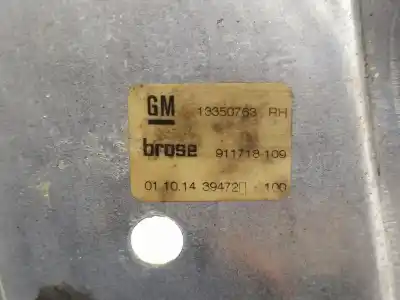 GM 13350763 RH
brose 911718-109
01.10.14 39472 100